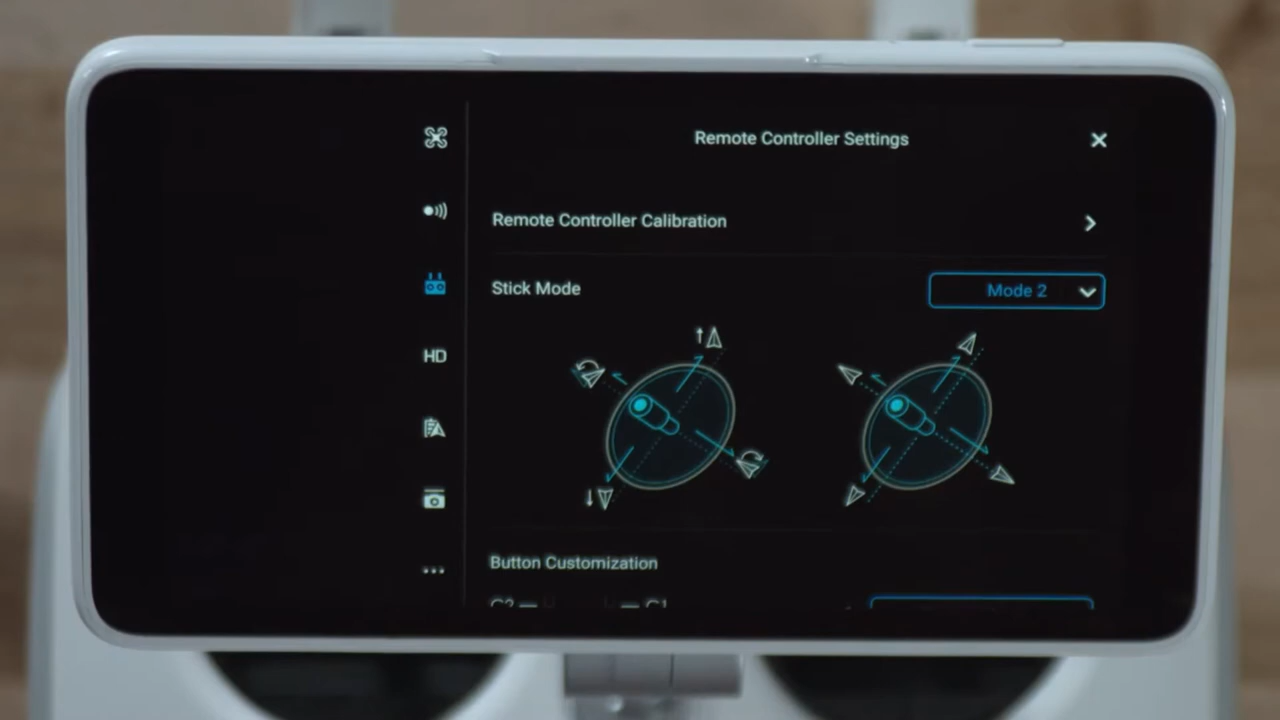 Remote Controller Settings
Remote Controller Calibration
Stick Mode
Mode 2
HD
Button Customization